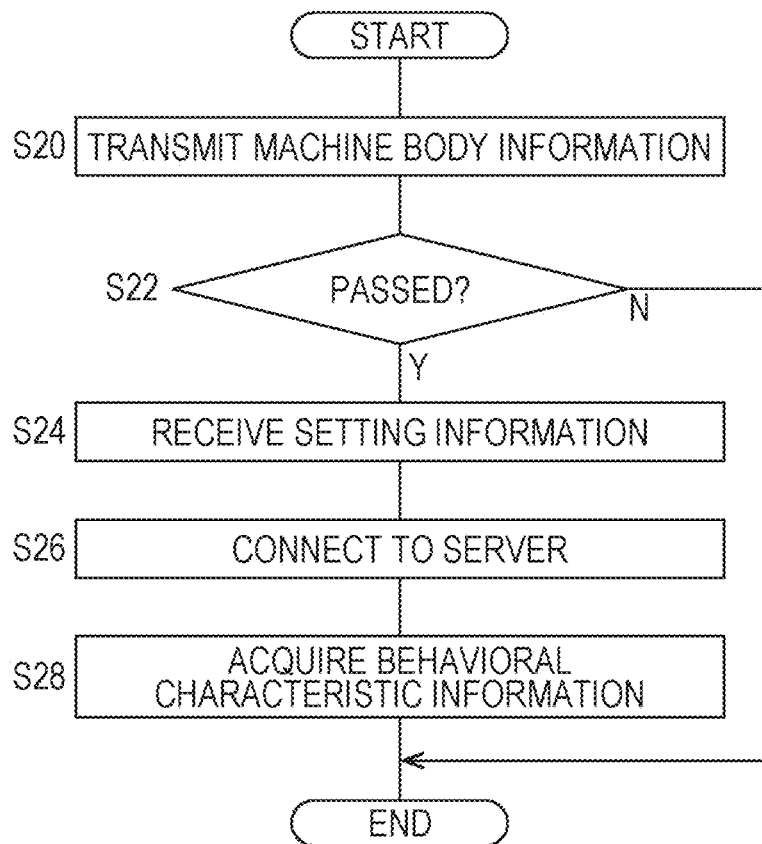 START
S20 TRANSMIT MACHINE BODY INFORMATION
S22 PASSED?
N
Y
S24 RECEIVE SETTING INFORMATION
S26 CONNECT TO SERVER
S28 ACQUIRE BEHAVIORAL
CHARACTERISTIC INFORMATION
END